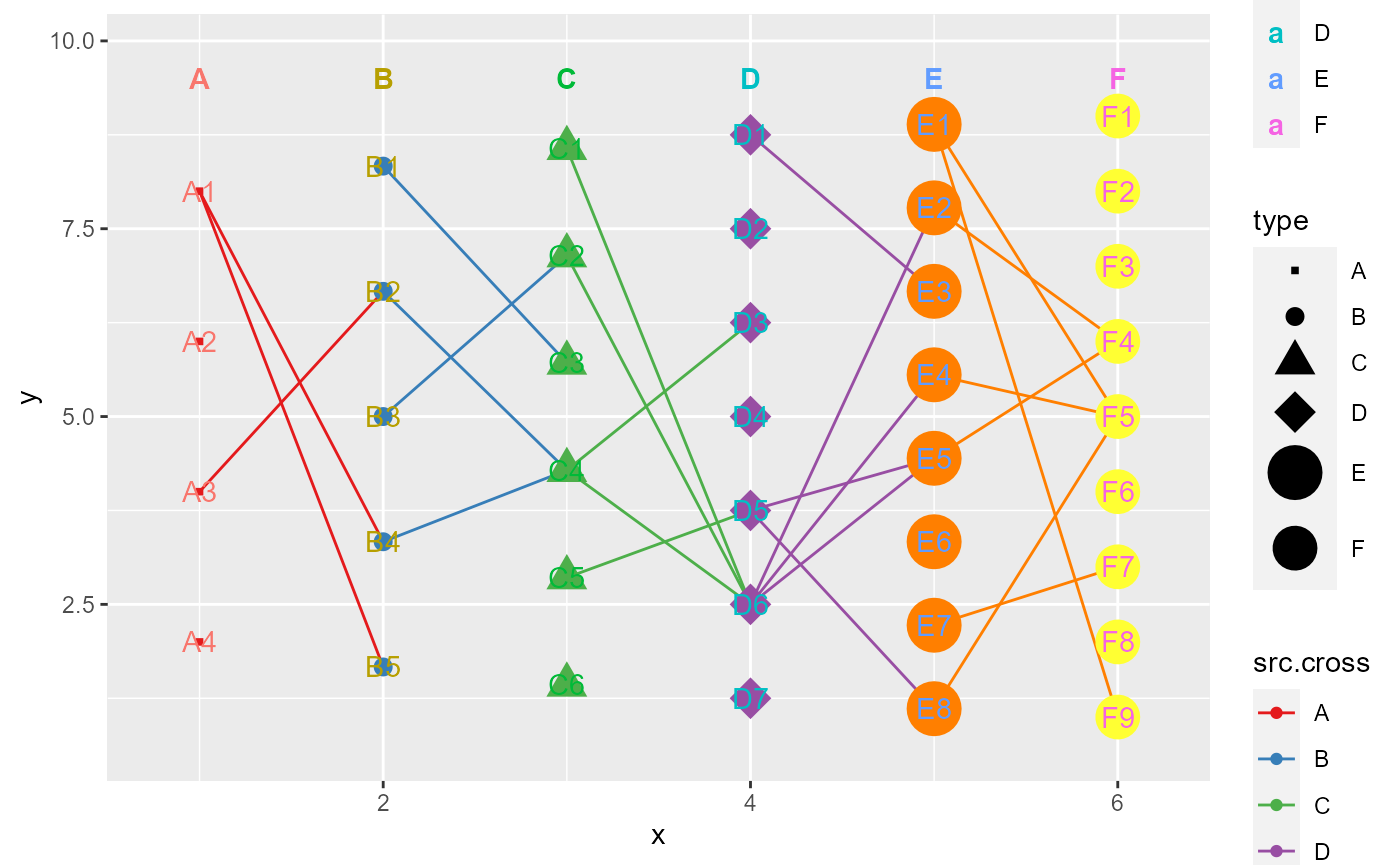 10.0
7.5
5.0
2.5
y
A B C D E F
A1
A2
A3
A4
B1
B2
B3
B4
B5
C1
C2
C3
C4
C5
C6
D1
D2
D3
D4
D5
D6
D7
E1
E2
E3
E4
E5
E6
E7
E8
F1
F2
F3
F4
F5
F6
F7
F8
F9
2 4 6
x
a D
a E
a F
type
A
B
C
D
E
F
src.cross
A
B
C
D